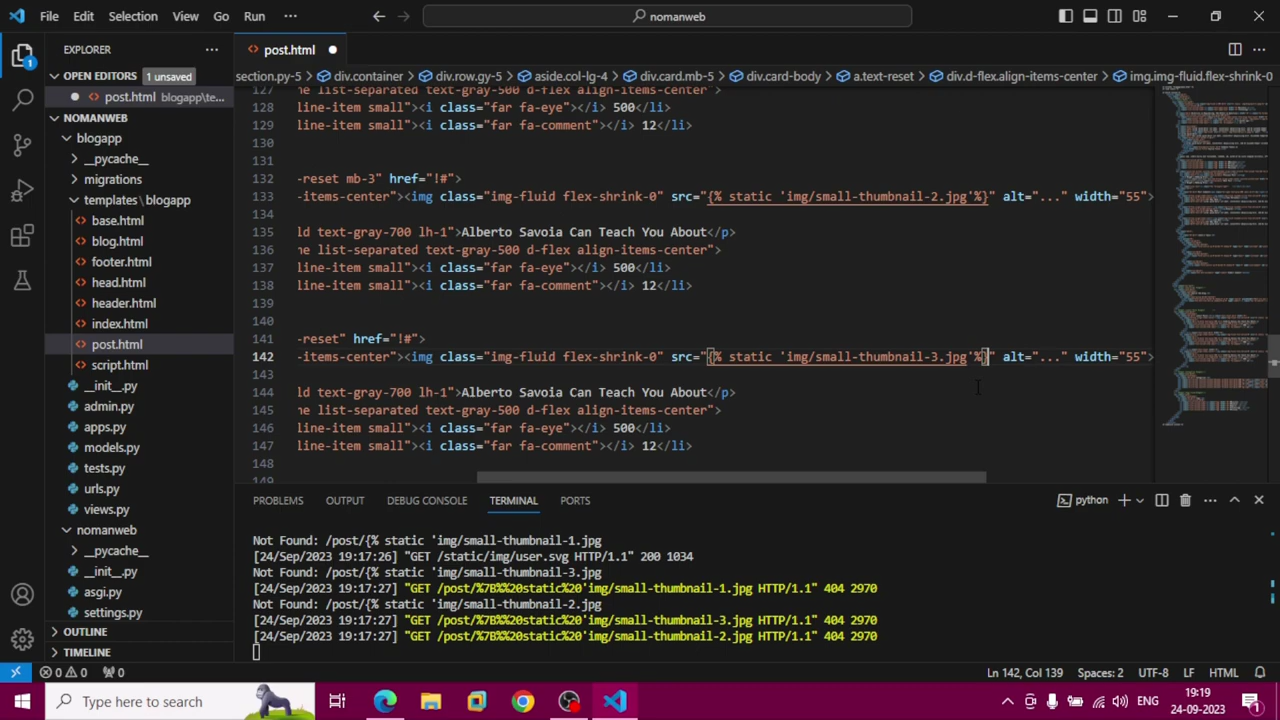 File Edit Selection View Go Run ··· nomanweb
EXPLORER ···
post.html
OPEN EDITORS 1 unsaved
section.py-5 > div.container > div.row.gy-5 > aside.col-lg-4 > div.card.mb-5 > div.card-body > a.text-reset > div.d-flex.align-items-center > img.img-fluid.flex-shrink-0
post.html blogapp\te...
NOMANWEB
blogapp
__pycache__
migrations
templates \ blogapp
base.html
blog.html
footer.html
head.html
header.html
index.html
post.html
script.html
__init__.py
admin.py
apps.py
models.py
tests.py
urls.py
views.py
nomanweb
__pycache__
__init__.py
asgi.py
settings.py
OUTLINE
TIMELINE
127 e list-separated text-gray-500 d-flex align-items-center">
128 line-item small"><i class="far fa-eye"></i> 500</li>
129 line-item small"><i class="far fa-comment"></i> 12</li>
130
131
132 -reset mb-3" href="!#">
133 -items-center"><img class="img-fluid flex-shrink-0" src="{% static 'img/small-thumbnail-2.jpg %}" alt="..." width="55">
134
135 ld text-gray-700 lh-1">Alberto Savoia Can Teach You About</p>
136 e list-separated text-gray-500 d-flex align-items-center">
137 line-item small"><i class="far fa-eye"></i> 500</li>
138 line-item small"><i class="far fa-comment"></i> 12</li>
139
140
141 -reset" href="!#">
142 -items-center"><img class="img-fluid flex-shrink-0" src="{% static 'img/small-thumbnail-3.jpg'%}" alt="..." width="55">
143
144 ld text-gray-700 lh-1">Alberto Savoia Can Teach You About</p>
145 e list-separated text-gray-500 d-flex align-items-center">
146 line-item small"><i class="far fa-eye"></i> 500</li>
147 line-item small"><i class="far fa-comment"></i> 12</li>
148
149
PROBLEMS OUTPUT DEBUG CONSOLE TERMINAL PORTS python
Not Found: /post/{% static 'img/small-thumbnail-1.jpg
[24/Sep/2023 19:17:26] "GET /static/img/user.svg HTTP/1.1" 200 1034
Not Found: /post/{% static 'img/small-thumbnail-3.jpg
[24/Sep/2023 19:17:27] "GET /post/%7B%%20static%20'img/small-thumbnail-1.jpg HTTP/1.1" 404 2970
Not Found: /post/{% static 'img/small-thumbnail-2.jpg
[24/Sep/2023 19:17:27] "GET /post/%7B%%20static%20'img/small-thumbnail-3.jpg HTTP/1.1" 404 2970
[24/Sep/2023 19:17:27] "GET /post/%7B%%20static%20'img/small-thumbnail-2.jpg HTTP/1.1" 404 2970
0 0 0 Ln 142, Col 139 Spaces: 2 UTF-8 LF HTML
Type here to search ENG 19:19
24-09-2023 1